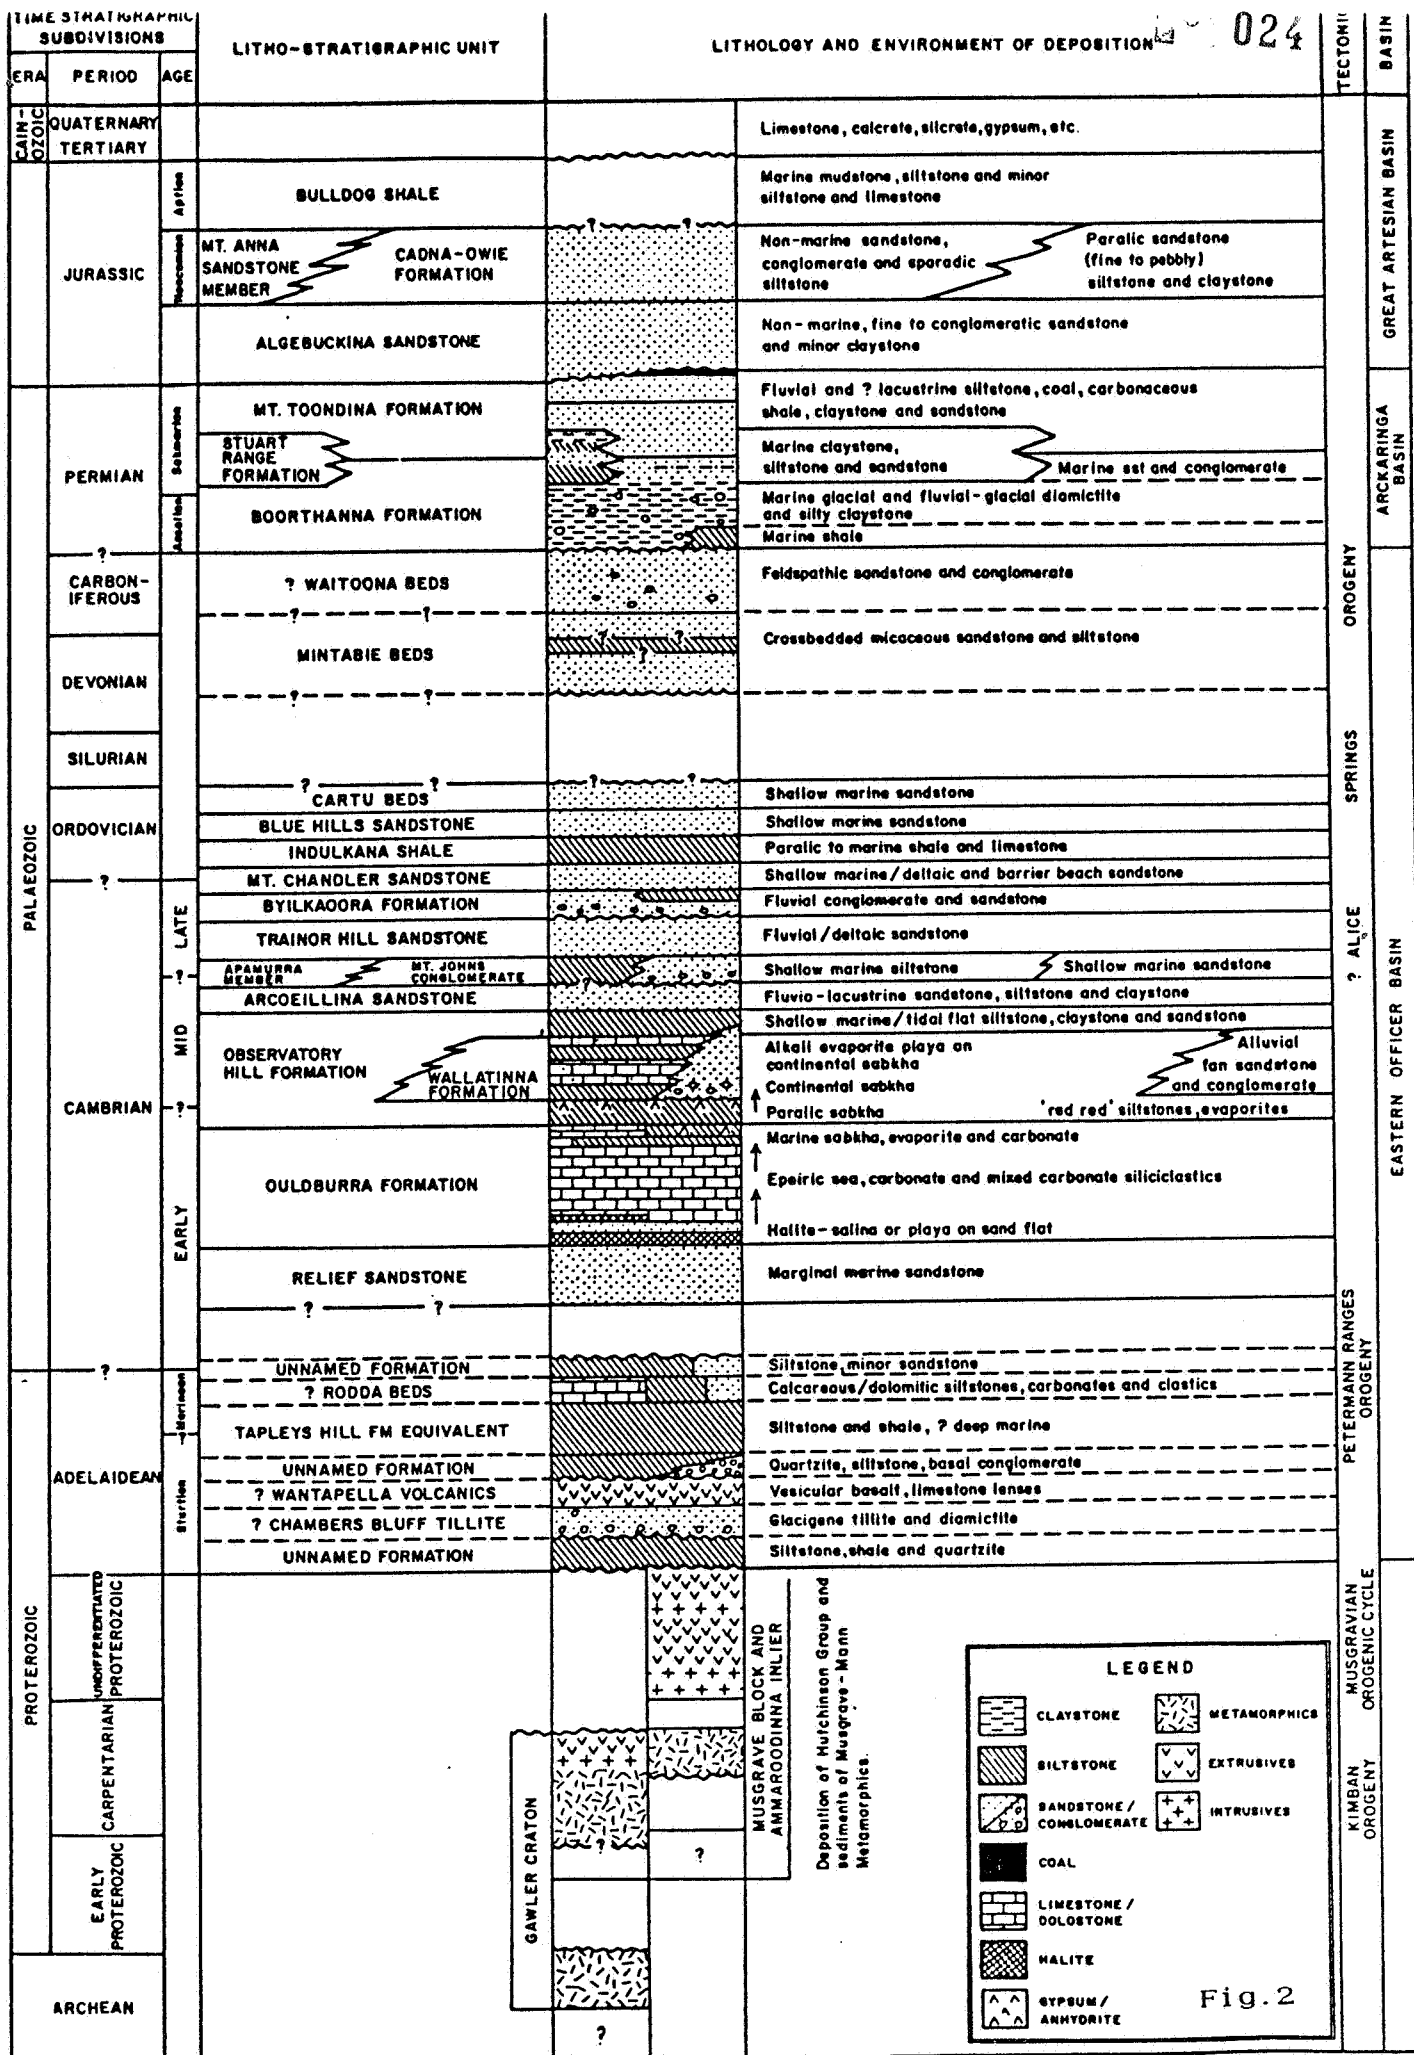 TIME STRATIGRAPHIC
SUBDIVISIONS
ERA
PERIOD
AGE
LITHO-STRATIGRAPHIC UNIT
LITHOLOGY AND ENVIRONMENT OF DEPOSITION
024
TECTONIC
BASIN
CAIN-
OZOIC
QUATERNARY
TERTIARY
Limestone, calcrete, silcrete, gypsum, etc.
GREAT ARTESIAN BASIN
JURASSIC
Aptian
BULLDOG SHALE
Marine mudstone, siltstone and minor
siltstone and limestone
? ?
Neocomian
MT. ANNA
SANDSTONE
MEMBER
CADNA-OWIE
FORMATION
Non-marine sandstone,
conglomerate and sporadic
siltstone
Paralic sandstone
(fine to pebbly)
siltstone and claystone
ALGEBUCKINA SANDSTONE
Non-marine, fine to conglomeratic sandstone
and minor claystone
PALAEOZOIC
PERMIAN
Sakmarian
MT. TOONDINA FORMATION
Fluvial and ? lacustrine siltstone, coal, carbonaceous
shale, claystone and sandstone
ARCKARINGA
BASIN
STUART
RANGE
FORMATION
Marine claystone,
siltstone and sandstone
Marine sst and conglomerate
Asselian
BOORTHANNA FORMATION
Marine glacial and fluvial-glacial diamictite
and silty claystone
Marine shale
?
CARBON-
IFEROUS
? WAITOONA BEDS
Feldspathic sandstone and conglomerate
? ?
MINTABIE BEDS
? ?
?
Crossbedded micaceous sandstone and siltstone
DEVONIAN
? ?
SILURIAN
? ?
? ?
? ALICE SPRINGS OROGENY
EASTERN OFFICER BASIN
ORDOVICIAN
CARTU BEDS
Shallow marine sandstone
BLUE HILLS SANDSTONE
Shallow marine sandstone
INDULKANA SHALE
Paralic to marine shale and limestone
?
MT. CHANDLER SANDSTONE
Shallow marine/deltaic and barrier beach sandstone
CAMBRIAN
LATE
BYILKAOORA FORMATION
Fluvial conglomerate and sandstone
TRAINOR HILL SANDSTONE
Fluvial/deltaic sandstone
?
APAMURRA
MEMBER
MT. JOHNS
CONGLOMERATE
?
Shallow marine siltstone
Shallow marine sandstone
ARCOEILLINA SANDSTONE
Fluvio-lacustrine sandstone, siltstone and claystone
MID
OBSERVATORY
HILL FORMATION
WALLATINNA
FORMATION
Shallow marine/tidal flat siltstone, claystone and sandstone
Alkali evaporite playa on
continental sabkha
Continental sabkha
Alluvial
fan sandstone
and conglomerate
?
Paralic sabkha
'red red' siltstones, evaporites
EARLY
OULDBURRA FORMATION
Marine sabkha, evaporite and carbonate
Epeiric sea, carbonate and mixed carbonate siliciclastics
Halite-salina or playa on sand flat
RELIEF SANDSTONE
Marginal marine sandstone
? ?
?
PETERMANN RANGES
OROGENY
PROTEROZOIC
ADELAIDEAN
Marinoan
UNNAMED FORMATION
Siltstone, minor sandstone
? RODDA BEDS
Calcareous/dolomitic siltstones, carbonates and clastics
TAPLEYS HILL FM EQUIVALENT
Siltstone and shale, ? deep marine
?
Sturtian
UNNAMED FORMATION
Quartzite, siltstone, basal conglomerate
? WANTAPELLA VOLCANICS
Vesicular basalt, limestone lenses
? CHAMBERS BLUFF TILLITE
Glacigene tillite and diamictite
UNNAMED FORMATION
Siltstone, shale and quartzite
UNDIFFERENTIATED
PROTEROZOIC
CARPENTARIAN
EARLY
PROTEROZOIC
ARCHEAN
GAWLER CRATON
?
?
?
MUSGRAVE BLOCK AND
AMMAROODINNA INLIER
Deposition of Hutchinson Group and
sediments of Musgrave-Mann
Metamorphics.
MUSGRAVIAN
OROGENIC CYCLE
KIMBAN
OROGENY
LEGEND
CLAYSTONE
METAMORPHICS
SILTSTONE
EXTRUSIVES
SANDSTONE/
CONGLOMERATE
INTRUSIVES
COAL
LIMESTONE/
DOLOSTONE
HALITE
GYPSUM/
ANHYDRITE
Fig.2